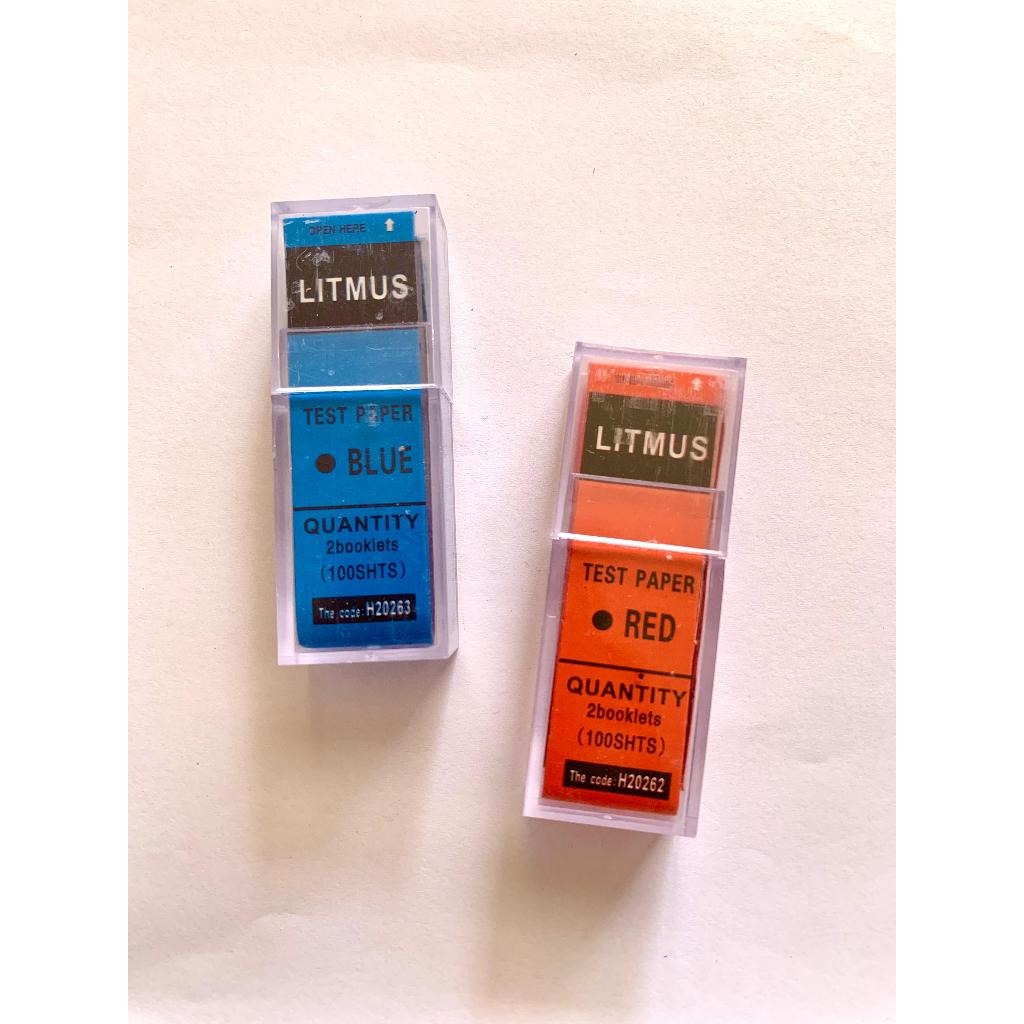 OPEN HERE
LITMUS
TEST PAPER
● BLUE
QUANTITY
2booklets
(100SHTS)
The code:H20263
LITMUS
TEST PAPER
● RED
QUANTITY
2booklets
(100SHTS)
The code:H20262